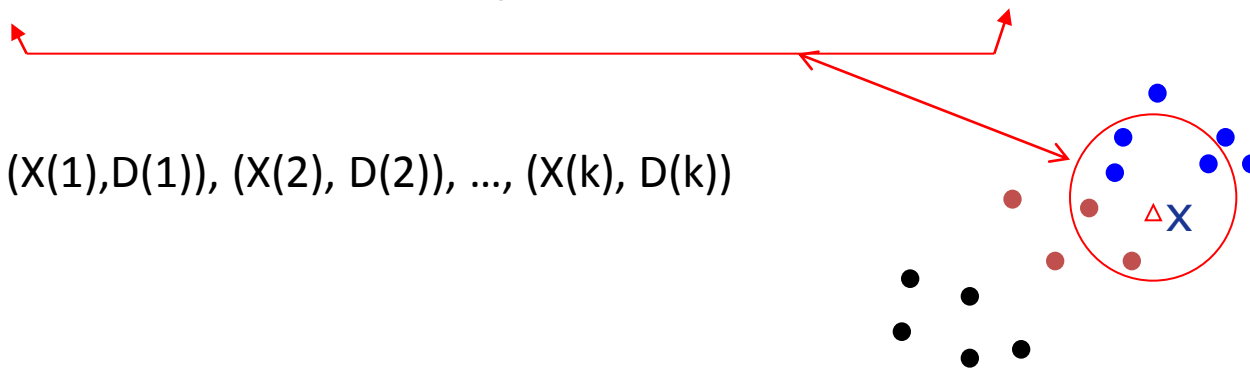 (X(1),D(1)), (X(2), D(2)), …, (X(k), D(k))
X